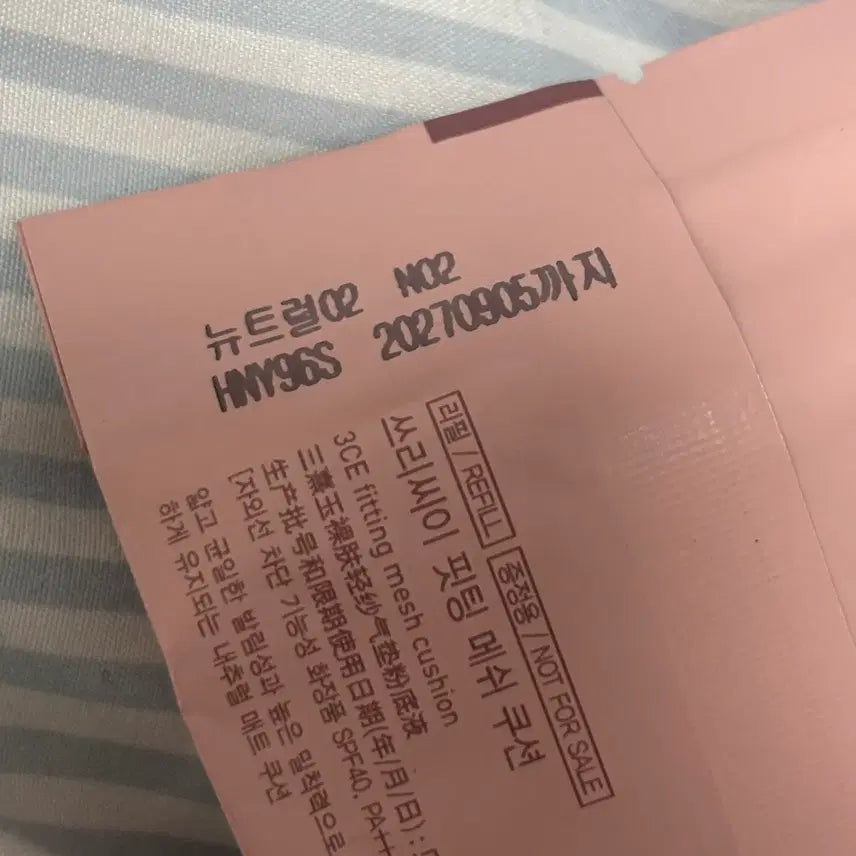 뉴트럴02 N02
HNY96S 20270905까지
리필 / REFILL 증정용 / NOT FOR SALE
쓰리씨이 핏팅 메쉬 쿠션
3CE fitting mesh cushion
三熹玉裸肤轻纱气垫粉底液
生产批号和限期使用日期(年/月/日) :
[자외선 차단 기능성 화장품 SPF40, PA++
얇고 균일한 발림성과 높은 밀착력으로
하게 유지되는 내추럴 매트 쿠션